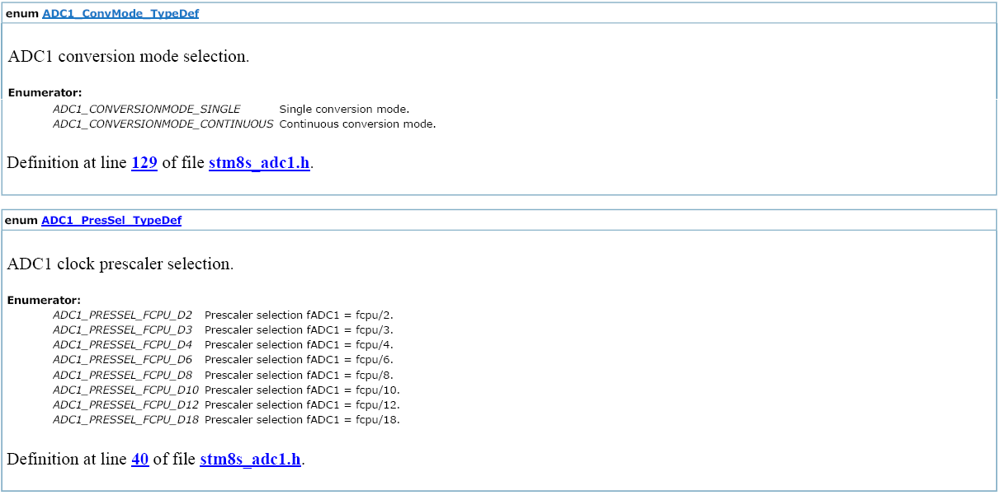 enum ADC1_ConvMode_TypeDef
ADC1 conversion mode selection.
Enumerator:
ADC1_CONVERSIONMODE_SINGLE Single conversion mode.
ADC1_CONVERSIONMODE_CONTINUOUS Continuous conversion mode.
Definition at line 129 of file stm8s_adc1.h.
enum ADC1_PresSel_TypeDef
ADC1 clock prescaler selection.
Enumerator:
ADC1_PRESSEL_FCPU_D2 Prescaler selection fADC1 = fcpu/2.
ADC1_PRESSEL_FCPU_D3 Prescaler selection fADC1 = fcpu/3.
ADC1_PRESSEL_FCPU_D4 Prescaler selection fADC1 = fcpu/4.
ADC1_PRESSEL_FCPU_D6 Prescaler selection fADC1 = fcpu/6.
ADC1_PRESSEL_FCPU_D8 Prescaler selection fADC1 = fcpu/8.
ADC1_PRESSEL_FCPU_D10 Prescaler selection fADC1 = fcpu/10.
ADC1_PRESSEL_FCPU_D12 Prescaler selection fADC1 = fcpu/12.
ADC1_PRESSEL_FCPU_D18 Prescaler selection fADC1 = fcpu/18.
Definition at line 40 of file stm8s_adc1.h.